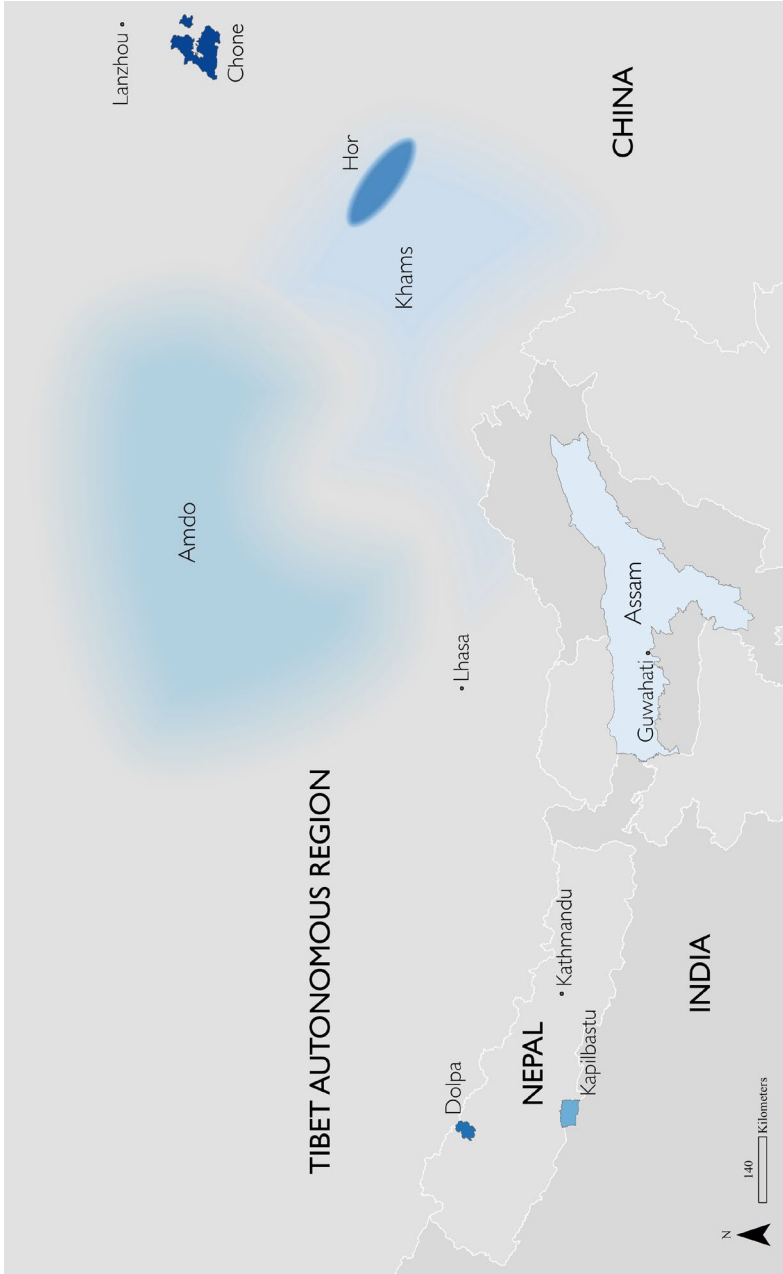 Lanzhou
Chone
Hor
CHINA
Khams
Amdo
Lhasa
Assam
Guwahati
TIBET AUTONOMOUS REGION
Dolpa
NEPAL
Kathmandu
Kapilbastu
INDIA
N
140
Kilometers